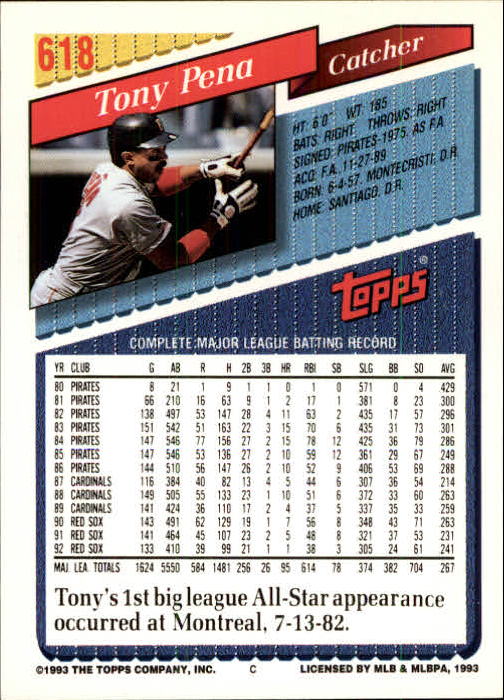 618
Tony Pena
Catcher
HT: 6'0" WT: 185
BATS: RIGHT THROWS: RIGHT
SIGNED: PIRATES-1975, AS F.A.
ACQ: F.A. 11-27-89
BORN: 6-4-57, MONTECRISTI, D.R.
HOME: SANTIAGO, D.R.
topps®
COMPLETE MAJOR LEAGUE BATTING RECORD
YR CLUB G AB R H 2B 3B HR RBI SB SLG BB SO AVG
80 PIRATES 8 21 1 9 1 1 0 1 0 571 0 4 429
81 PIRATES 66 210 16 63 9 1 2 17 1 381 8 23 300
82 PIRATES 138 497 53 147 28 4 11 63 2 435 17 57 296
83 PIRATES 151 542 51 163 22 3 15 70 6 435 31 73 301
84 PIRATES 147 546 77 156 27 2 15 78 12 425 36 79 286
85 PIRATES 147 546 53 136 27 2 10 59 12 361 29 67 249
86 PIRATES 144 510 56 147 26 2 10 52 9 406 53 69 288
87 CARDINALS 116 384 40 82 13 4 5 44 6 307 36 54 214
88 CARDINALS 149 505 55 133 23 1 10 51 6 372 33 60 263
89 CARDINALS 141 424 36 110 17 2 4 37 5 337 35 33 259
90 RED SOX 143 491 62 129 19 1 7 56 8 348 43 71 263
91 RED SOX 141 464 45 107 23 2 5 48 8 321 37 53 231
92 RED SOX 133 410 39 99 21 1 1 38 3 305 24 61 241
MAJ. LEA. TOTALS 1624 5550 584 1481 256 26 95 614 78 374 382 704 267
Tony's 1st big league All-Star appearance
occurred at Montreal, 7-13-82.
©1993 THE TOPPS COMPANY, INC. C LICENSED BY MLB & MLBPA, 1993